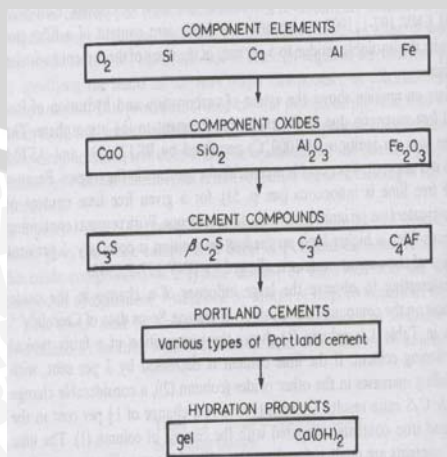 COMPONENT ELEMENTS
O₂ Si Ca Al Fe
COMPONENT OXIDES
CaO SiO₂ Al₂O₃ Fe₂O₃
CEMENT COMPOUNDS
C₃S βC₂S C₃A C₄AF
PORTLAND CEMENTS
Various types of Portland cement
HYDRATION PRODUCTS
gel Ca(OH)₂